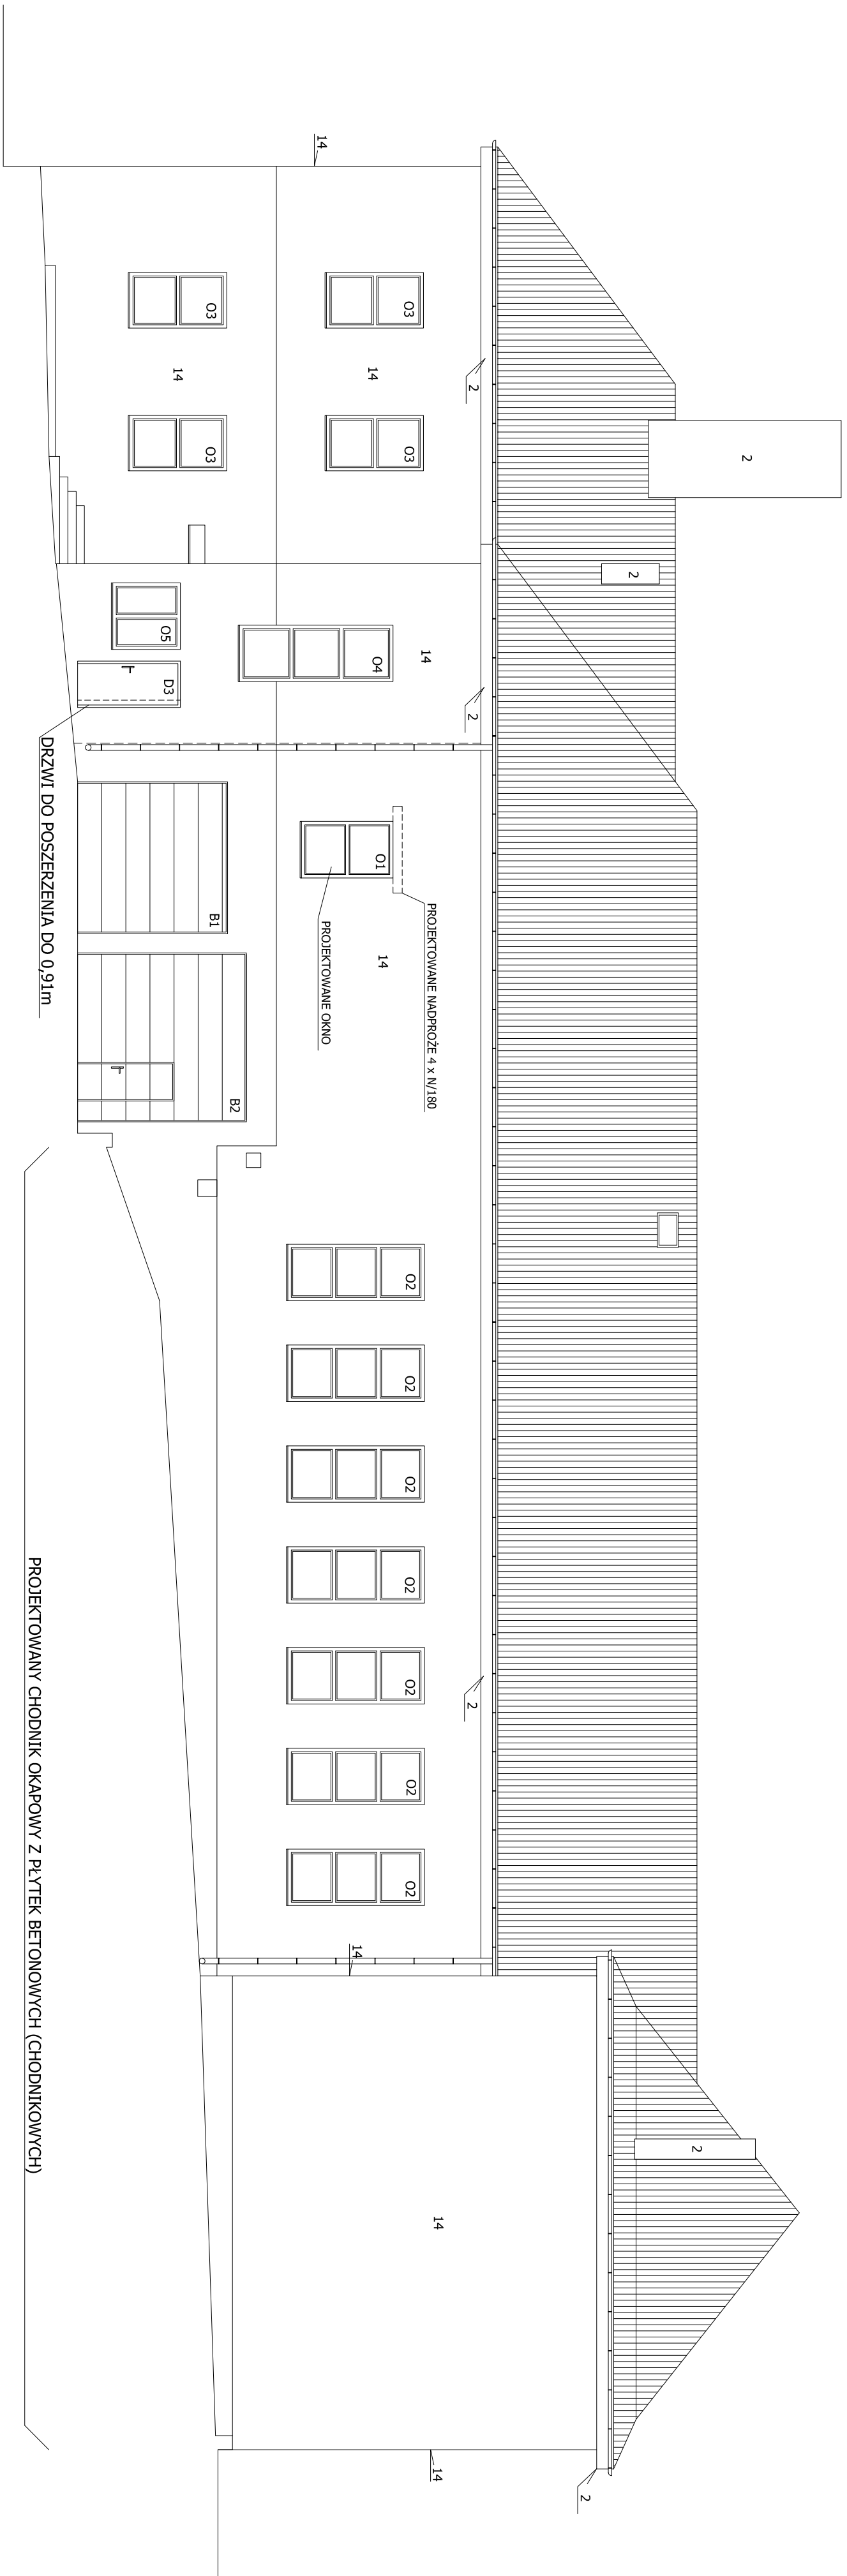 2
2
2
14
2
2
2
2
14
14
14
14
14
14
14
14
O3
O3
O3
O3
O4
O5
D3
O1
PROJEKTOWANE NADPROŻE 4 x N/180
PROJEKTOWANE OKNO
B1
B2
O2
O2
O2
O2
O2
O2
O2
DRZWI DO POSZERZENIA DO 0,91m
PROJEKTOWANY CHODNIK OKAPOWY Z PŁYTEK BETONOWYCH (CHODNIKOWYCH)